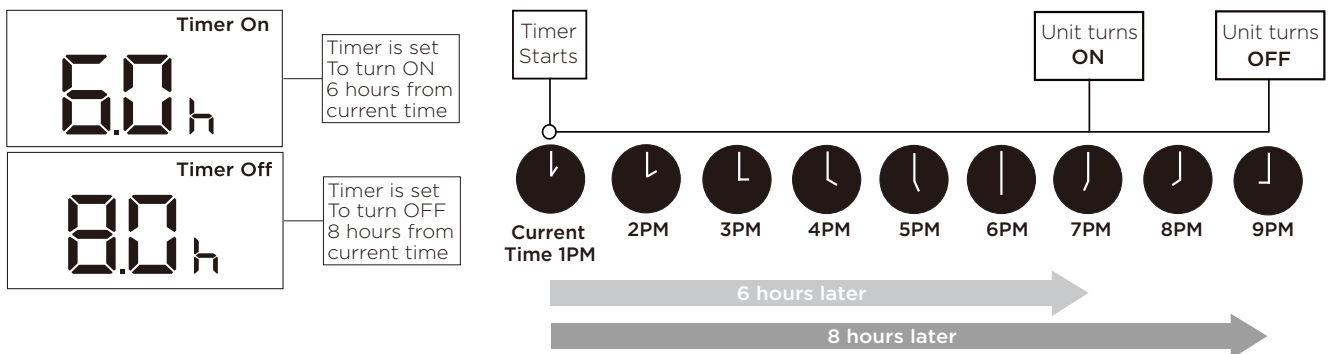 Timer On
6.0 h
Timer is set
To turn ON
6 hours from
current time
Timer Off
8.0 h
Timer is set
To turn OFF
8 hours from
current time
Timer
Starts
Unit turns
ON
Unit turns
OFF
Current
Time 1PM
2PM
3PM
4PM
5PM
6PM
7PM
8PM
9PM
6 hours later
8 hours later